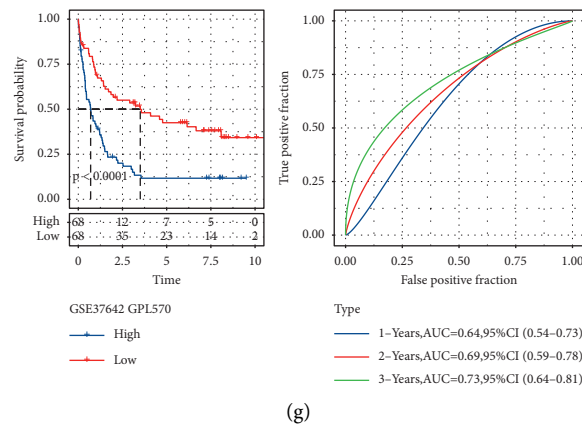 1.00
0.75
0.50
0.25
0.00
Survival probability
p < 0.0001
High 68 12 7 5 0
Low 68 35 23 14 2
0 2.5 5 7.5 10
Time
GSE37642 GPL570
High
Low
1.00
0.75
0.50
0.25
0.00
True positive fraction
0.00 0.25 0.50 0.75 1.00
False positive fraction
Type
1–Years,AUC=0.64,95%CI (0.54–0.73)
2–Years,AUC=0.69,95%CI (0.59–0.78)
3–Years,AUC=0.73,95%CI (0.64–0.81)
(g)